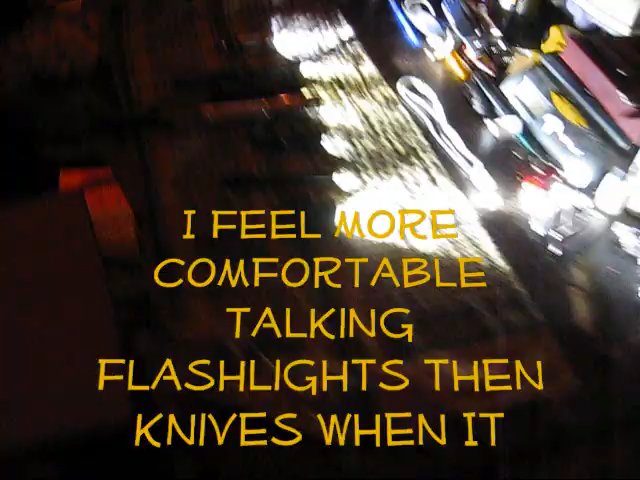 I FEEL MORE
COMFORTABLE
TALKING
FLASHLIGHTS THEN
KNIVES WHEN IT